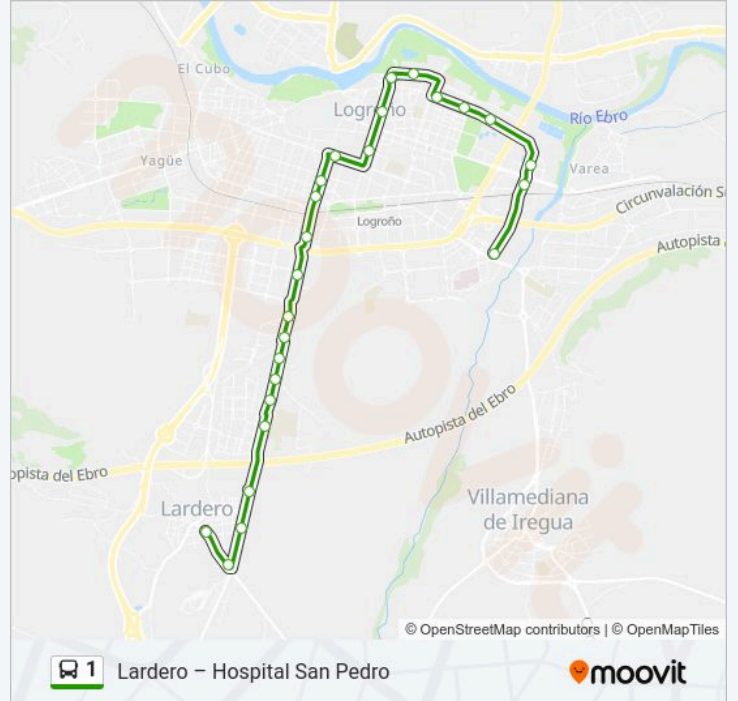 El Cubo
Logroño
Río Ebro
Yagüe
Varea
Circunvalación S
Logroño
Autopista
Autopista del Ebro
opista del Ebro
Lardero
Villamediana
de Iregua
© OpenStreetMap contributors | © OpenMapTiles
1 Lardero – Hospital San Pedro
moovit